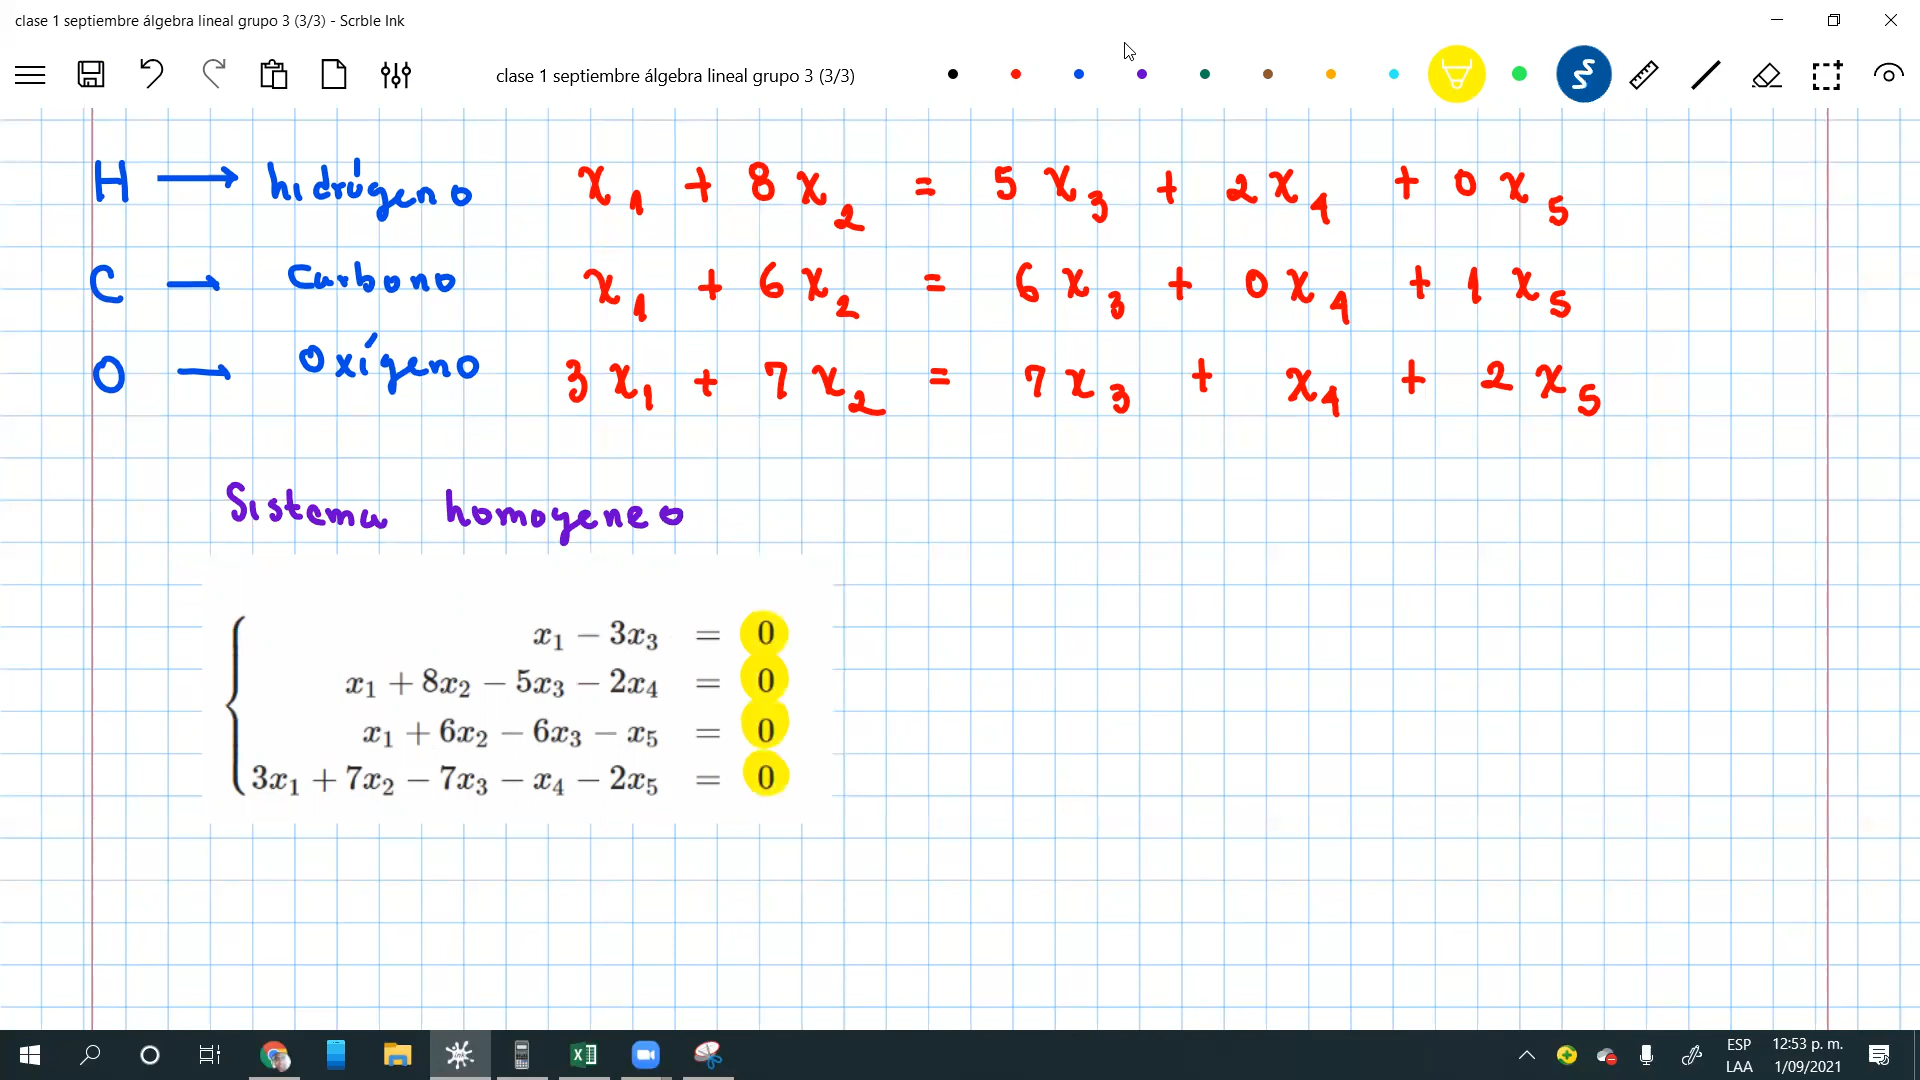 clase 1 septiembre álgebra lineal grupo 3 (3/3) - Scrble Ink
clase 1 septiembre álgebra lineal grupo 3 (3/3)
H → hidrógeno x₁ + 8x₂ = 5x₃ + 2x₄ + 0x₅
C → Carbono x₁ + 6x₂ = 6x₃ + 0x₄ + 1x₅
O → Oxígeno 3x₁ + 7x₂ = 7x₃ + x₄ + 2x₅
Sistema homogeneo
x₁ − 3x₃ = 0
x₁ + 8x₂ − 5x₃ − 2x₄ = 0
x₁ + 6x₂ − 6x₃ − x₅ = 0
3x₁ + 7x₂ − 7x₃ − x₄ − 2x₅ = 0
ESP
LAA
12:53 p. m.
1/09/2021